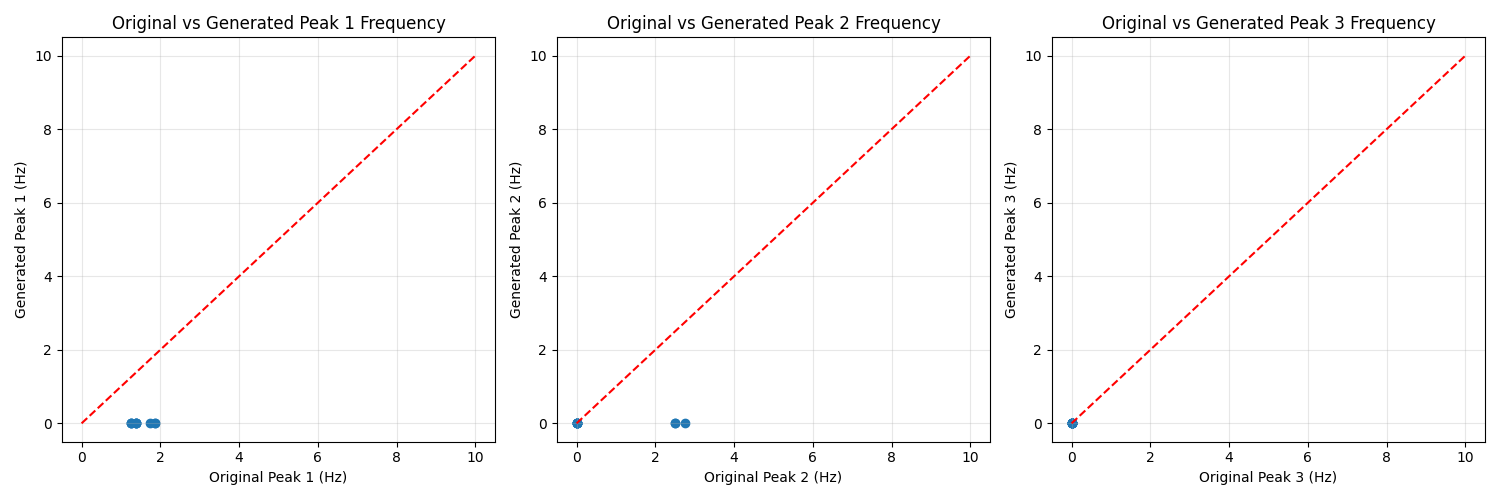 Original vs Generated Peak 1 Frequency
10
8
6
4
2
0
Generated Peak 1 (Hz)
0 2 4 6 8 10
Original Peak 1 (Hz)
Original vs Generated Peak 2 Frequency
10
8
6
4
2
0
Generated Peak 2 (Hz)
0 2 4 6 8 10
Original Peak 2 (Hz)
Original vs Generated Peak 3 Frequency
10
8
6
4
2
0
Generated Peak 3 (Hz)
0 2 4 6 8 10
Original Peak 3 (Hz)